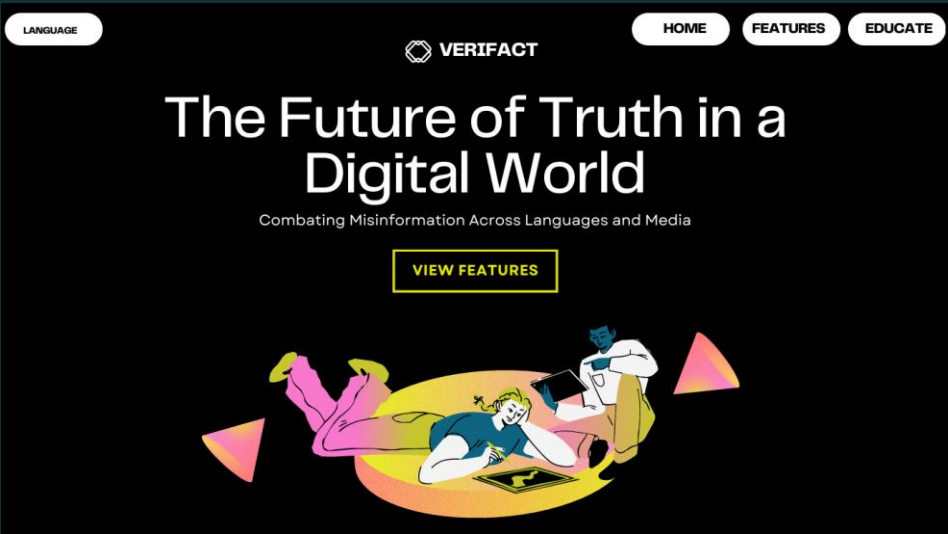 LANGUAGE
HOME
FEATURES
EDUCATE
VERIFACT
The Future of Truth in a
Digital World
Combating Misinformation Across Languages and Media
VIEW FEATURES